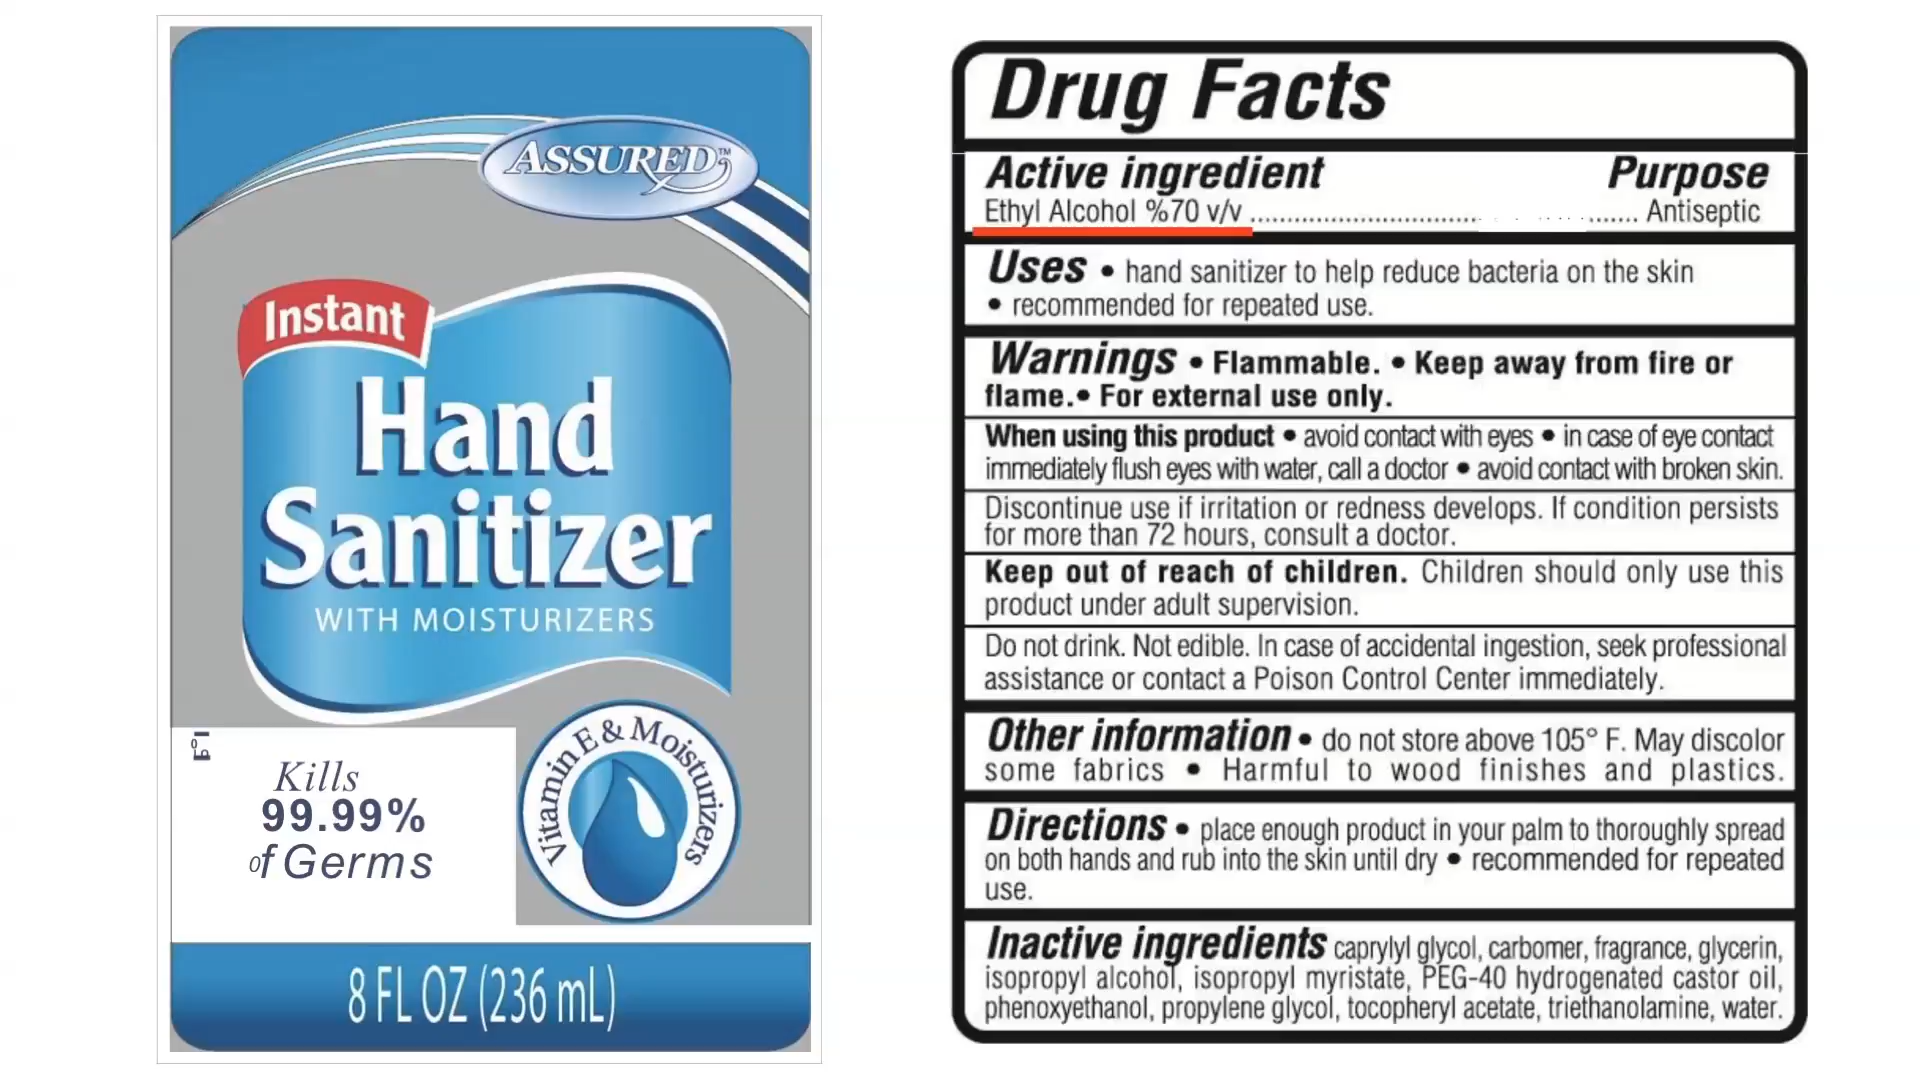 ASSURED™
Instant
Hand
Sanitizer
WITH MOISTURIZERS
Kills
99.99%
of Germs
Vitamin E & Moisturizers
8 FL OZ (236 mL)
Drug Facts
Active ingredient Purpose
Ethyl Alcohol %70 v/v ........................................ Antiseptic
Uses • hand sanitizer to help reduce bacteria on the skin
• recommended for repeated use.
Warnings • Flammable. • Keep away from fire or
flame.• For external use only.
When using this product • avoid contact with eyes • in case of eye contact
immediately flush eyes with water, call a doctor • avoid contact with broken skin.
Discontinue use if irritation or redness develops. If condition persists
for more than 72 hours, consult a doctor.
Keep out of reach of children. Children should only use this
product under adult supervision.
Do not drink. Not edible. In case of accidental ingestion, seek professional
assistance or contact a Poison Control Center immediately.
Other information • do not store above 105° F. May discolor
some fabrics • Harmful to wood finishes and plastics.
Directions • place enough product in your palm to thoroughly spread
on both hands and rub into the skin until dry • recommended for repeated
use.
Inactive ingredients caprylyl glycol, carbomer, fragrance, glycerin,
isopropyl alcohol, isopropyl myristate, PEG-40 hydrogenated castor oil,
phenoxyethanol, propylene glycol, tocopheryl acetate, triethanolamine, water.